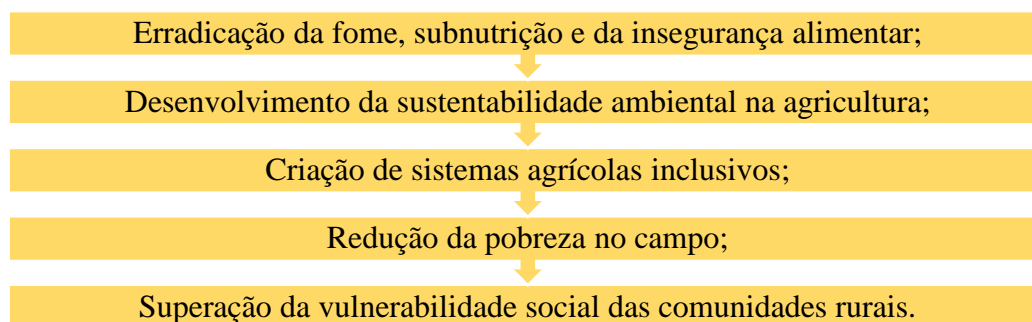 Erradicação da fome, subnutrição e da insegurança alimentar;
Desenvolvimento da sustentabilidade ambiental na agricultura;
Criação de sistemas agrícolas inclusivos;
Redução da pobreza no campo;
Superação da vulnerabilidade social das comunidades rurais.